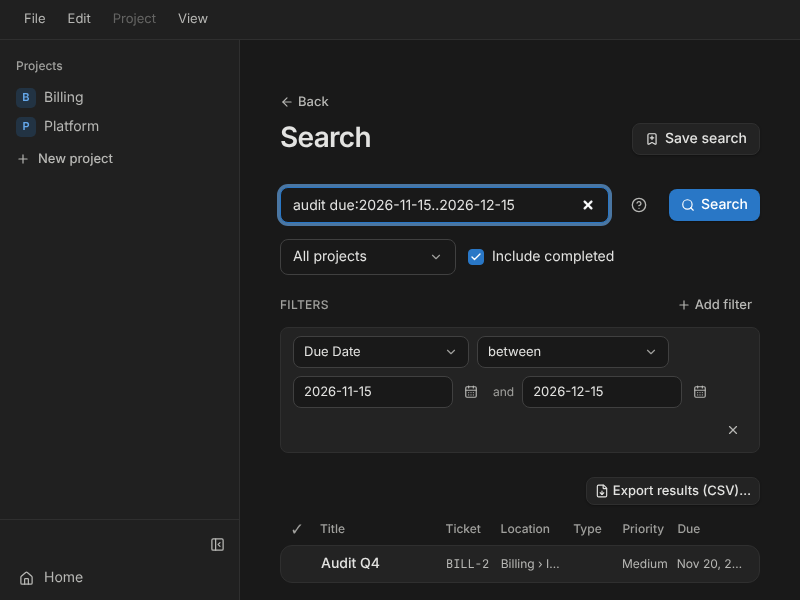 File Edit Project View
Projects
B Billing
P Platform
New project
Home
Back
Search
Save search
audit due:2026-11-15..2026-12-15
Search
All projects
Include completed
FILTERS
Add filter
Due Date
between
2026-11-15
and
2026-12-15
Export results (CSV)...
✓ Title Ticket Location Type Priority Due
Audit Q4 BILL-2 Billing › I... Medium Nov 20, 2...